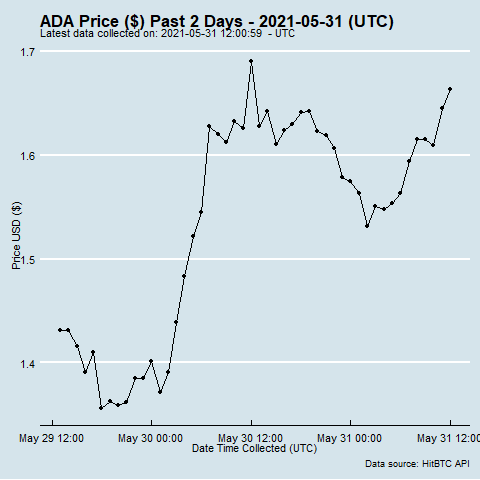 ADA Price ($) Past 2 Days - 2021-05-31 (UTC)
Latest data collected on: 2021-05-31 12:00:59  - UTC
1.7
1.6
1.5
1.4
Price USD ($)
May 29 12:00 May 30 00:00 May 30 12:00 May 31 00:00 May 31 12:00
Date Time Collected (UTC)
Data source: HitBTC API